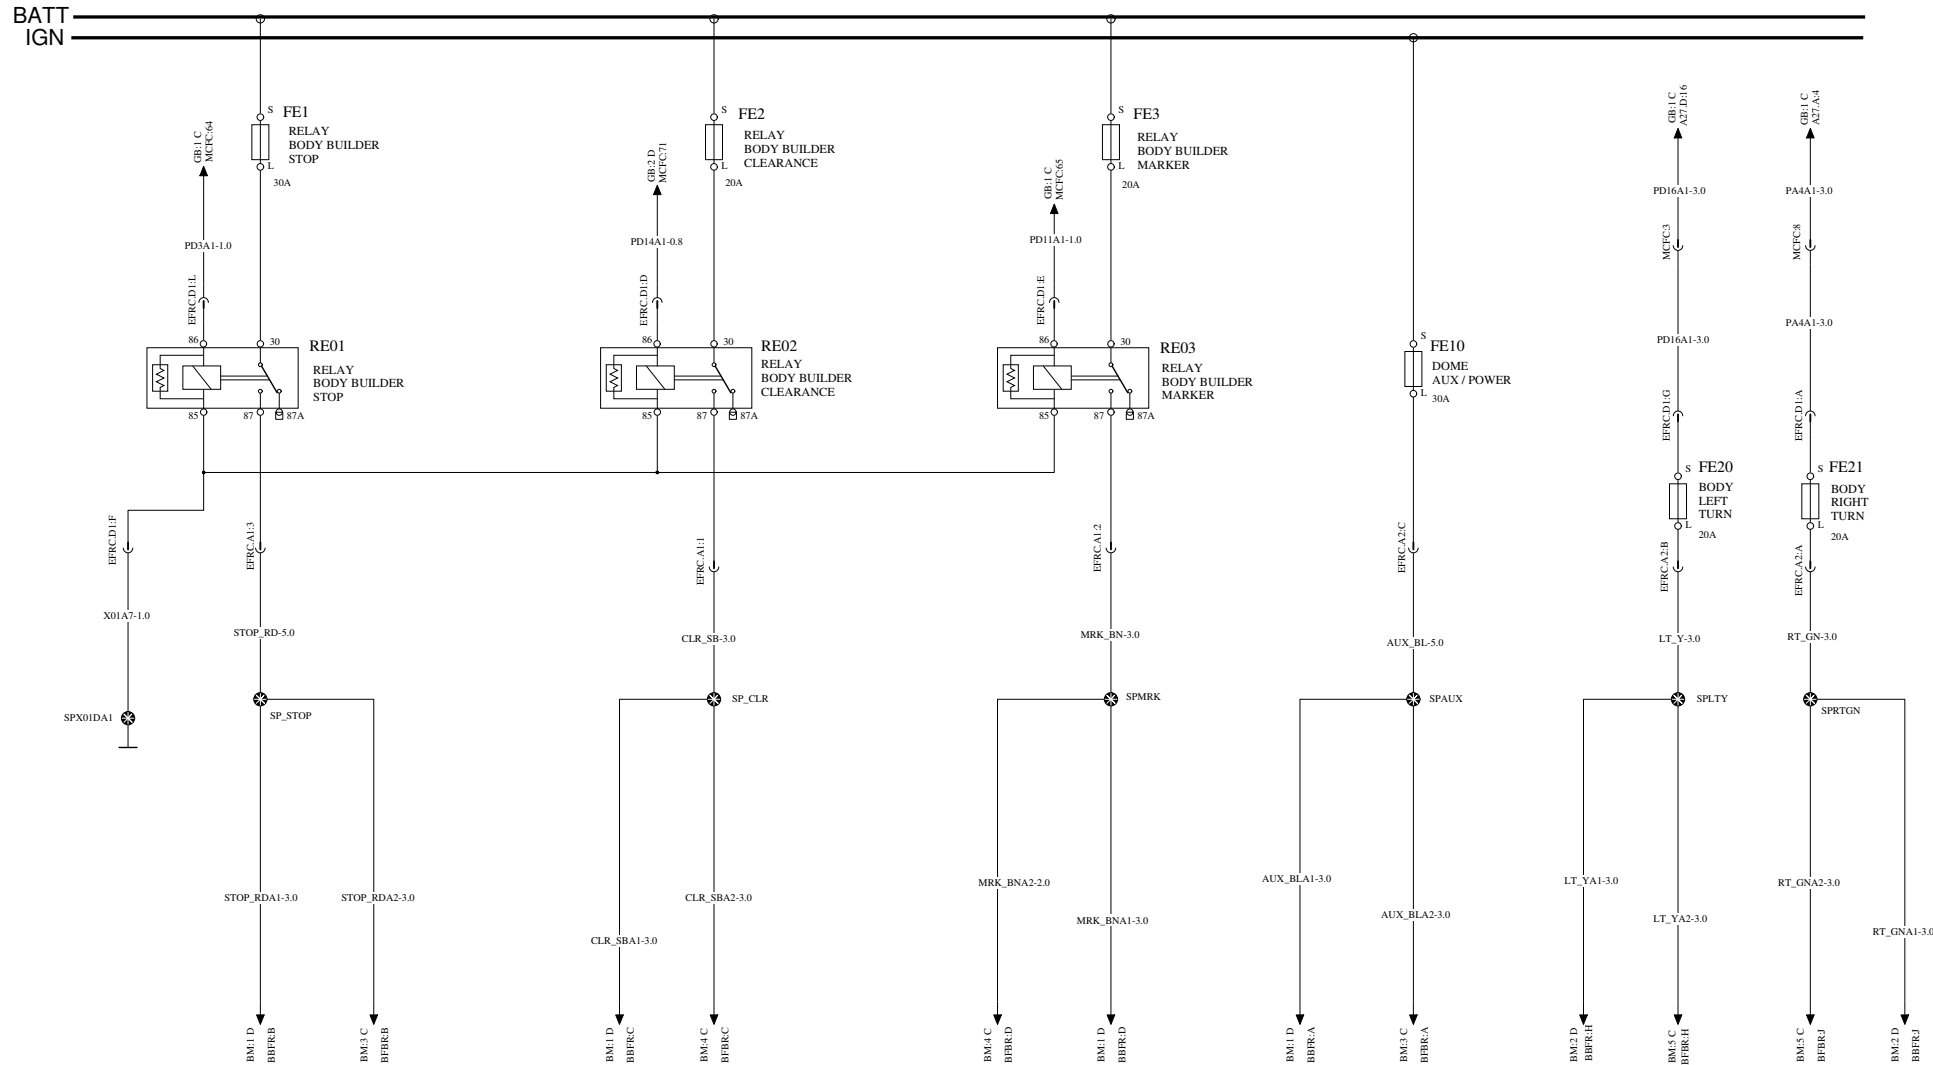 BATT
IGN
GB:1 C
MCFC:64
S
FE1
RELAY
BODY BUILDER
STOP
L
30A
GB:2 D
MCFC:71
S
FE2
RELAY
BODY BUILDER
CLEARANCE
L
20A
GB:1 C
MCFC:65
S
FE3
RELAY
BODY BUILDER
MARKER
L
20A
GB:1 C
A27.D:16
GB:1 C
A27.A:4
PD16A1-3.0
PA4A1-3.0
MCFC:3
MCFC:8
PD3A1-1.0
PD14A1-0.8
PD11A1-1.0
EFRC.D1:L
EFRC.D1:D
EFRC.D1:E
PD16A1-3.0
PA4A1-3.0
86
30
RE01
RELAY
BODY BUILDER
STOP
85
87
87A
86
30
RE02
RELAY
BODY BUILDER
CLEARANCE
85
87
87A
86
30
RE03
RELAY
BODY BUILDER
MARKER
85
87
87A
S
FE10
DOME
AUX / POWER
L
30A
EFRC.D1:G
EFRC.D1:A
S
FE20
BODY
LEFT
TURN
L
20A
S
FE21
BODY
RIGHT
TURN
L
20A
EFRC.D1:F
EFRC.A1:3
EFRC.A1:1
EFRC.A1:2
EFRC.A2:C
EFRC.A2:B
EFRC.A2:A
X01A7-1.0
STOP_RD-5.0
CLR_SB-3.0
MRK_BN-3.0
AUX_BL-5.0
LT_Y-3.0
RT_GN-3.0
SPX01DA1
SP_STOP
SP_CLR
SPMRK
SPAUX
SPLTY
SPRTGN
STOP_RDA1-3.0
STOP_RDA2-3.0
CLR_SBA1-3.0
CLR_SBA2-3.0
MRK_BNA2-2.0
MRK_BNA1-3.0
AUX_BLA1-3.0
AUX_BLA2-3.0
LT_YA1-3.0
LT_YA2-3.0
RT_GNA2-3.0
RT_GNA1-3.0
BM:1 D
BBFR:B
BM:3 C
BFBR:B
BM:1 D
BBFR:C
BM:4 C
BFBR:C
BM:4 C
BFBR:D
BM:1 D
BBFR:D
BM:1 D
BBFR:A
BM:3 C
BFBR:A
BM:2 D
BBFR:H
BM:5 C
BFBR:H
BM:5 C
BFBR:J
BM:2 D
BBFR:J